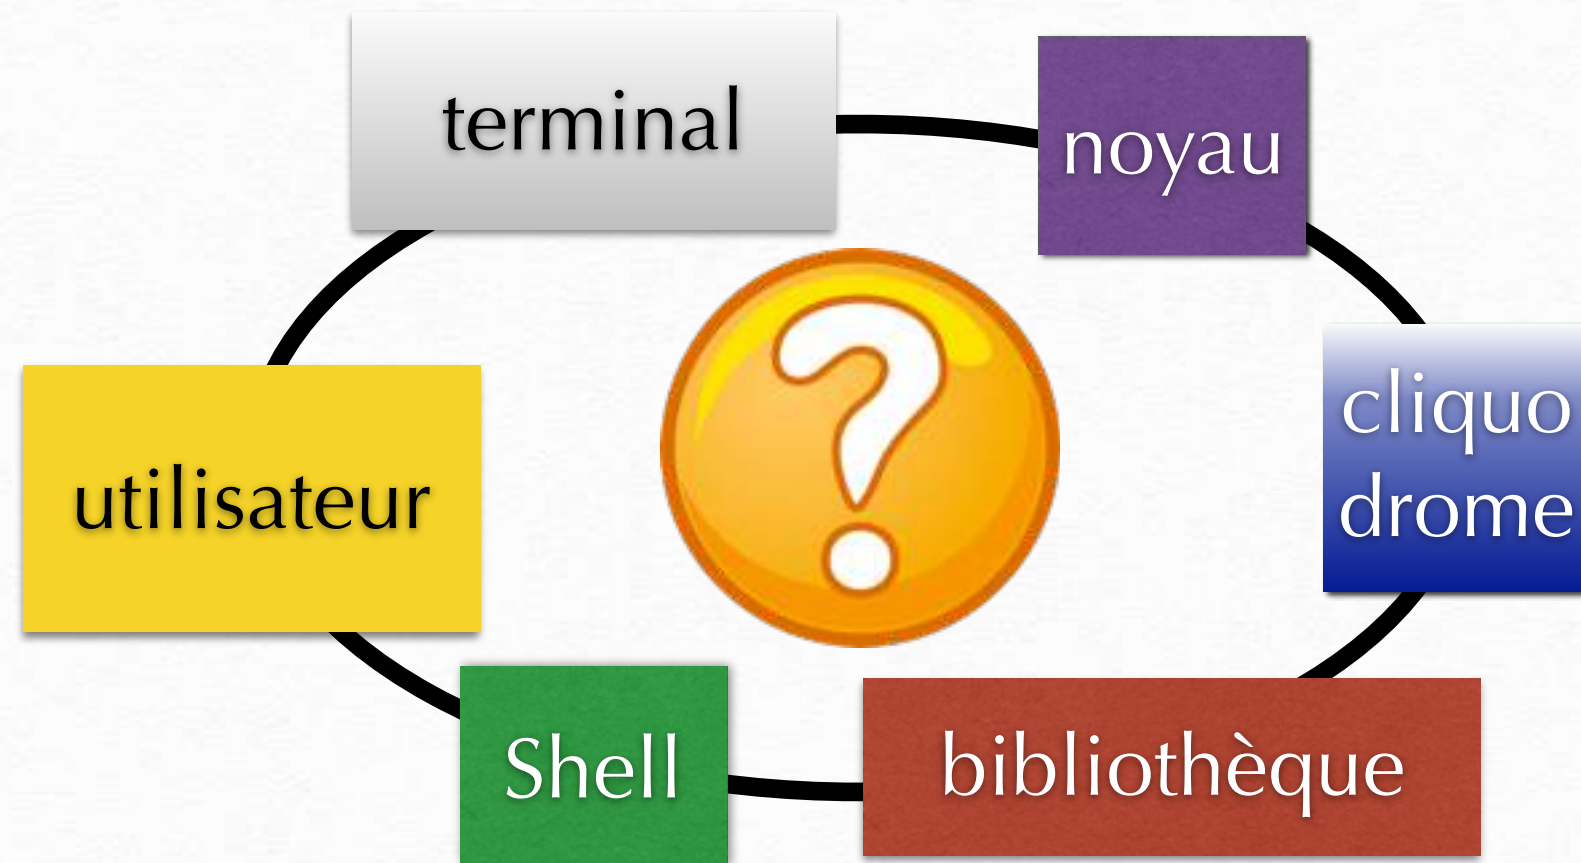 terminal
noyau
cliquo
drome
utilisateur
?
Shell
bibliothèque